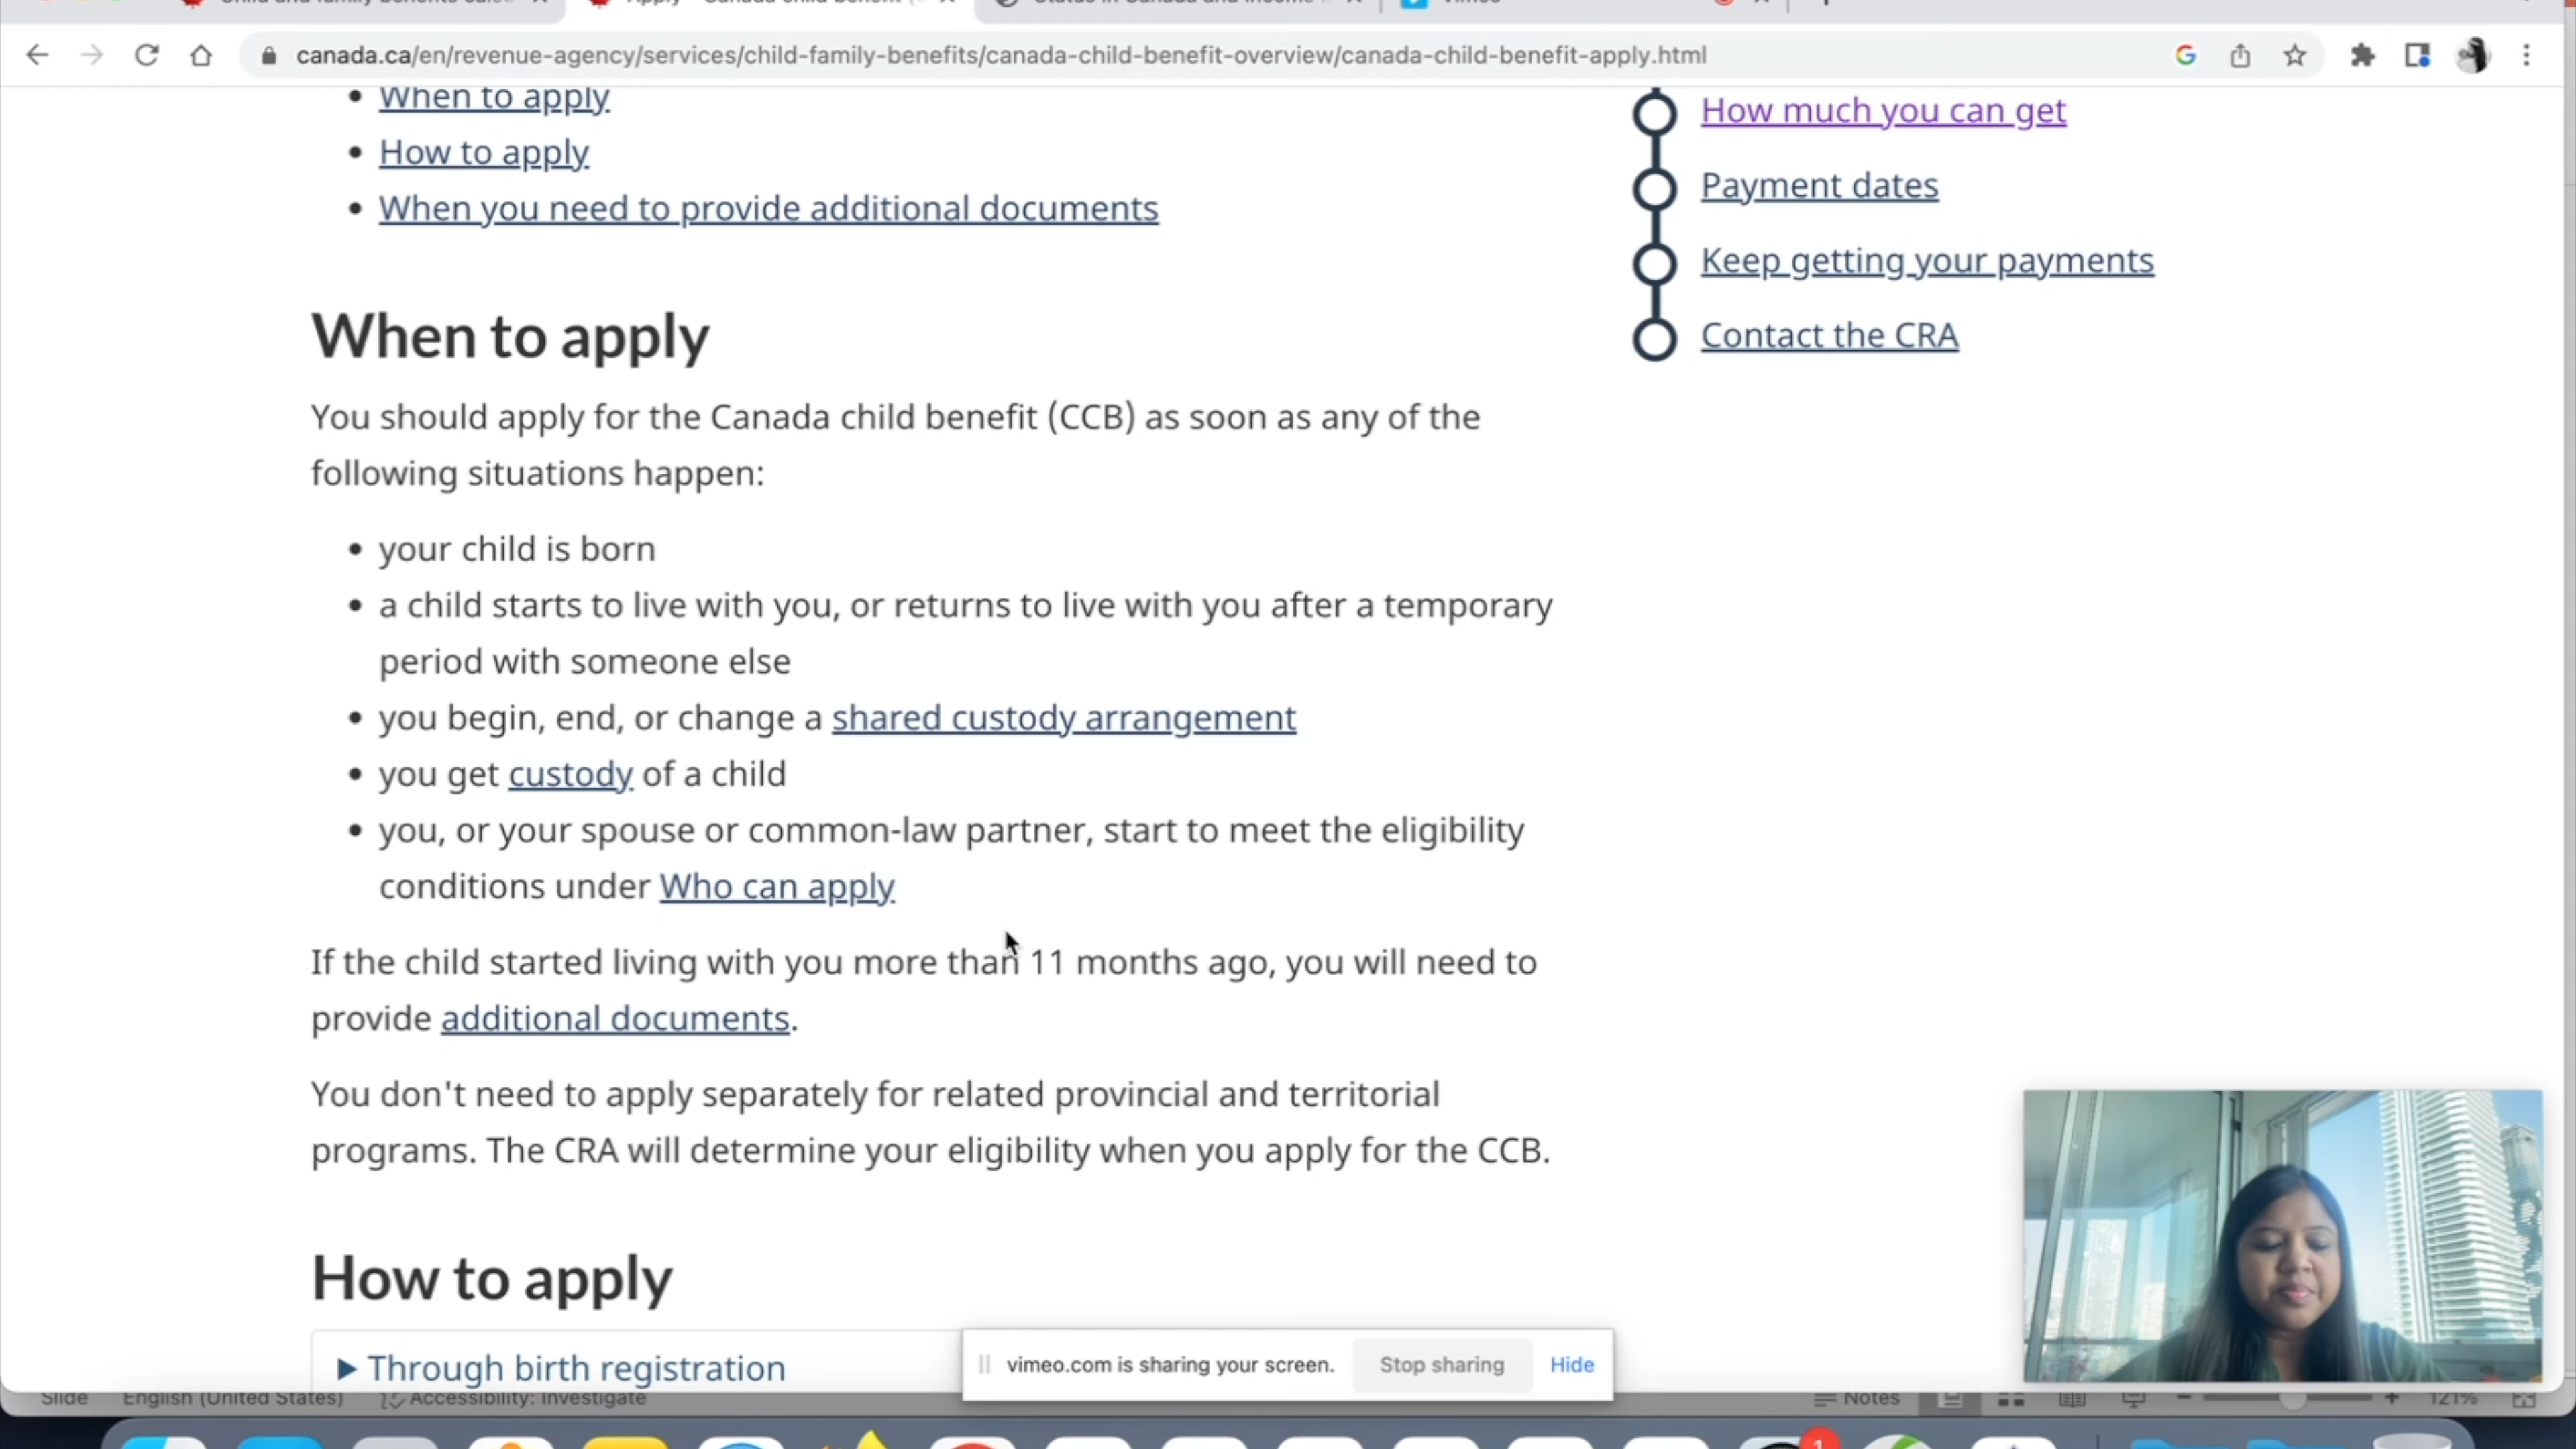 canada.ca/en/revenue-agency/services/child-family-benefits/canada-child-benefit-overview/canada-child-benefit-apply.html
When to apply
How to apply
When you need to provide additional documents
How much you can get
Payment dates
Keep getting your payments
Contact the CRA
When to apply
You should apply for the Canada child benefit (CCB) as soon as any of the
following situations happen:
your child is born
a child starts to live with you, or returns to live with you after a temporary
period with someone else
you begin, end, or change a shared custody arrangement
you get custody of a child
you, or your spouse or common-law partner, start to meet the eligibility
conditions under Who can apply
If the child started living with you more than 11 months ago, you will need to
provide additional documents.
You don't need to apply separately for related provincial and territorial
programs. The CRA will determine your eligibility when you apply for the CCB.
How to apply
Through birth registration
vimeo.com is sharing your screen.
Stop sharing
Hide
Slide
English (United States)
Accessibility: Investigate
Notes
121%
1